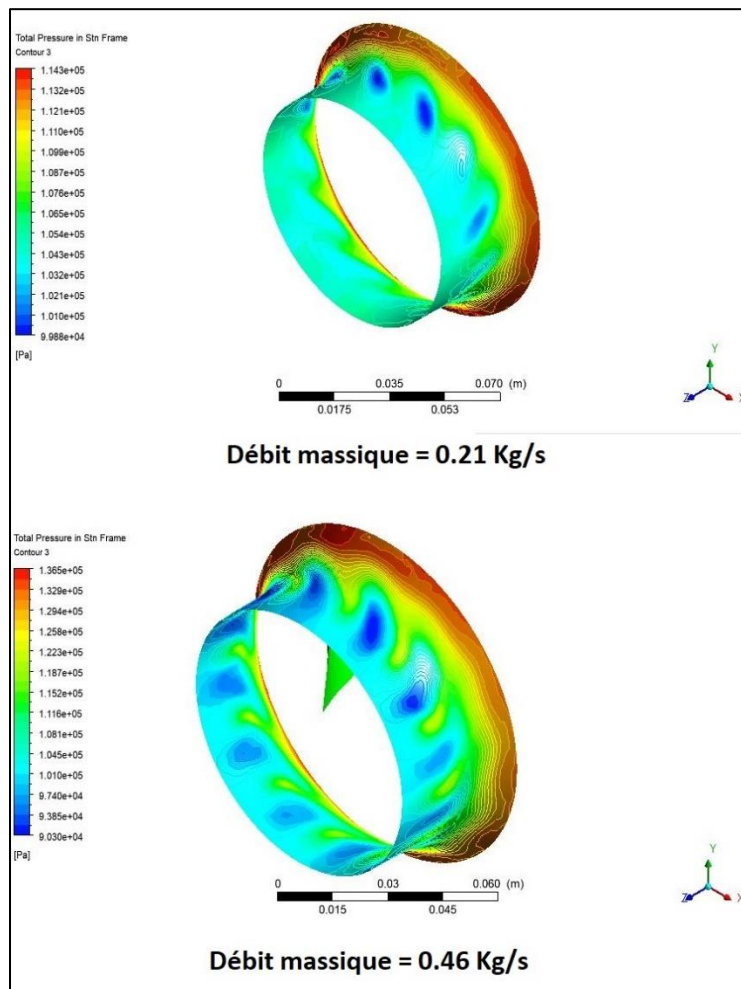 Total Pressure in Stn Frame
Contour 3
1.143e+05
1.132e+05
1.121e+05
1.110e+05
1.099e+05
1.087e+05
1.076e+05
1.065e+05
1.054e+05
1.043e+05
1.032e+05
1.021e+05
1.010e+05
9.988e+04
[Pa]
0 0.035 0.070 (m)
0.0175 0.053
Y
Z X
Débit massique = 0.21 Kg/s
Total Pressure in Stn Frame
Contour 3
1.365e+05
1.329e+05
1.294e+05
1.258e+05
1.223e+05
1.187e+05
1.152e+05
1.116e+05
1.081e+05
1.045e+05
1.010e+05
9.740e+04
9.385e+04
9.030e+04
[Pa]
0 0.03 0.060 (m)
0.015 0.045
Y
Z X
Débit massique = 0.46 Kg/s